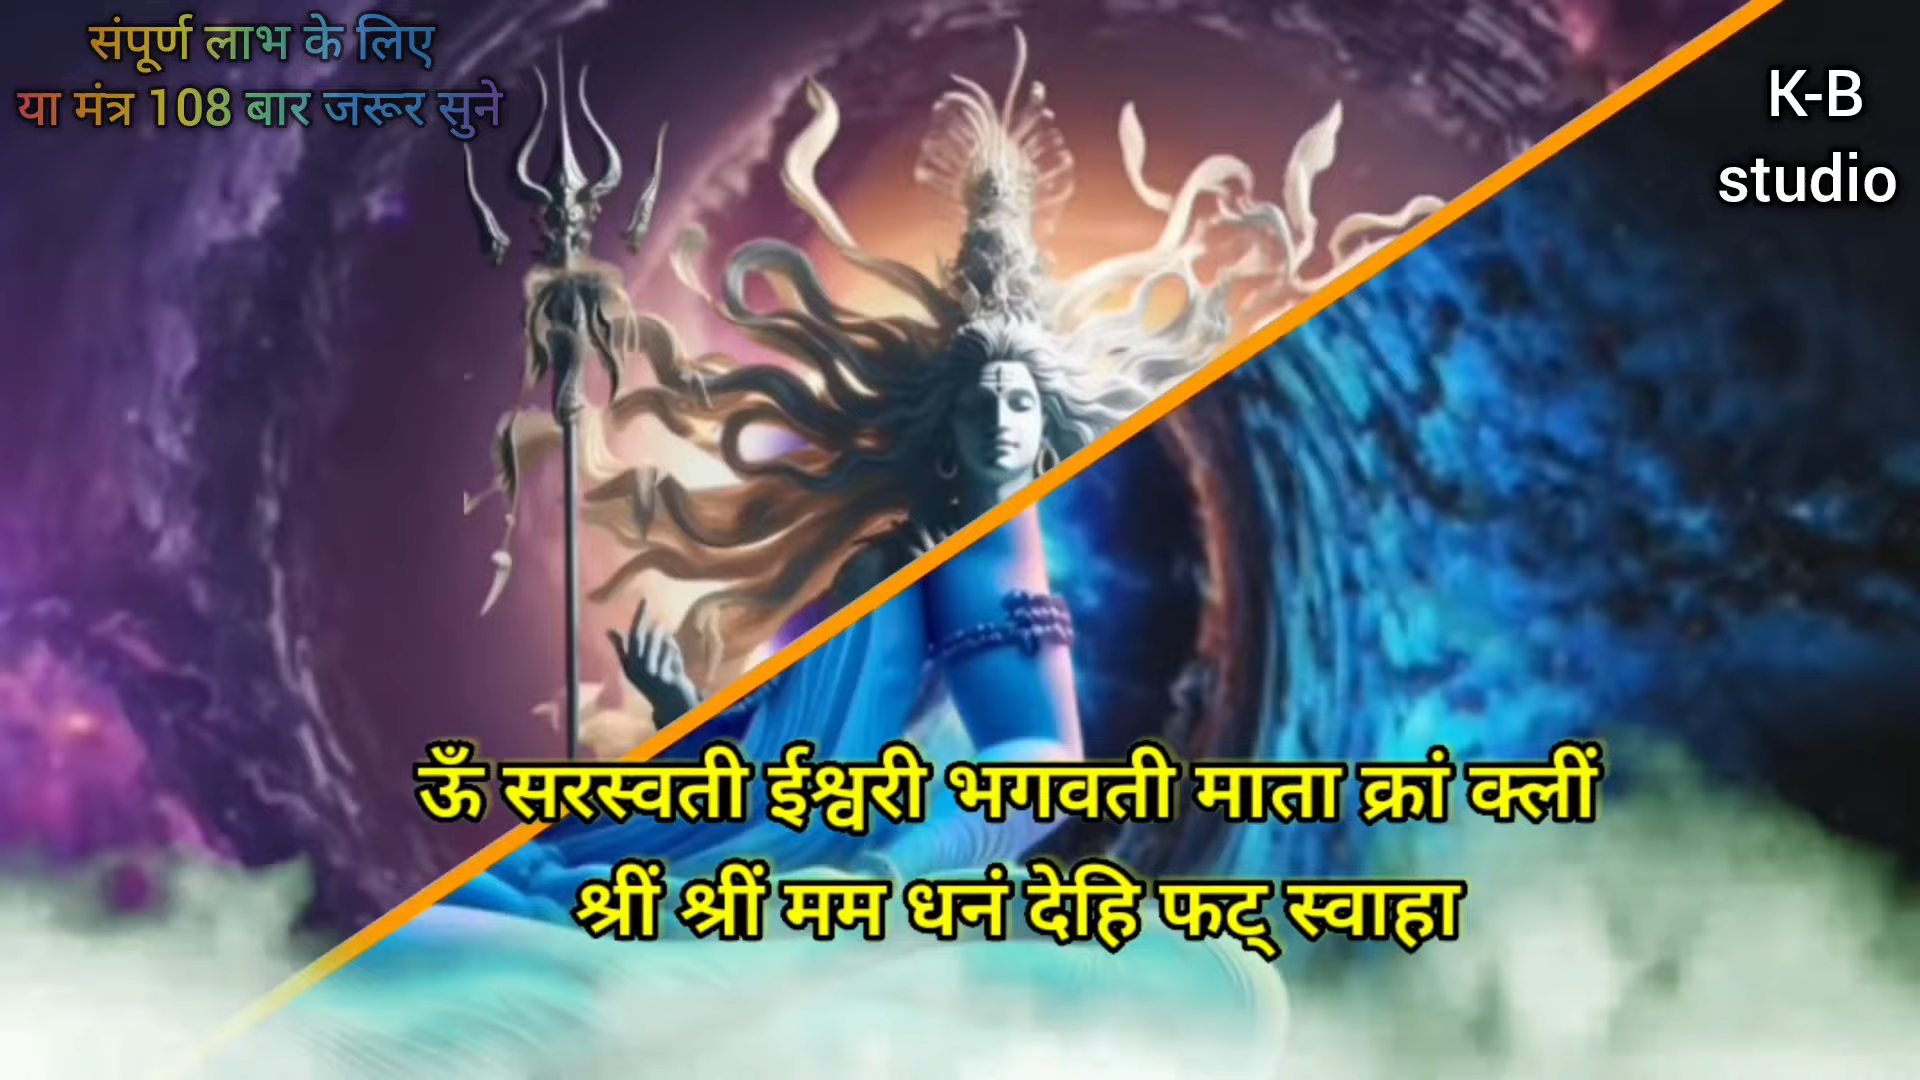 संपूर्ण लाभ के लिए
या मंत्र 108 बार जरूर सुने
K-B
studio
ऊँ सरस्वती ईश्वरी भगवती माता क्रां क्लीं
श्रीं श्रीं मम धनं देहि फट् स्वाहा